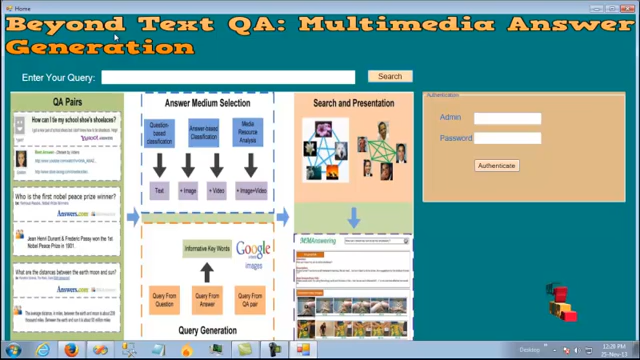 Home
Beyond Text QA: Multimedia Answer
Generation
Enter Your Query:
Search
QA Pairs
How can I tie my school shoe's shoelaces?
YAHOO!
Who is the first nobel peace prize winner?
Answers.com
Jean Henri Dunant & Frederic Passy won the 1st
Nobel Peace Prize in 1901.
What are the distances between the earth moon and sun?
Answers.com
Answer Medium Selection
Question-
based
classification
Answer-based
Classification
Media
Resource
Analysis
Text
+ Image
+ Video
+ Image+Video
Informative Key Words
Google
images
Query From
Question
Query From
Answer
Query From
QA pair
Query Generation
Search and Presentation
MMAnswering
Authentication
Admin
Password
Authenticate
Desktop
12:28 PM
25-Nov-13